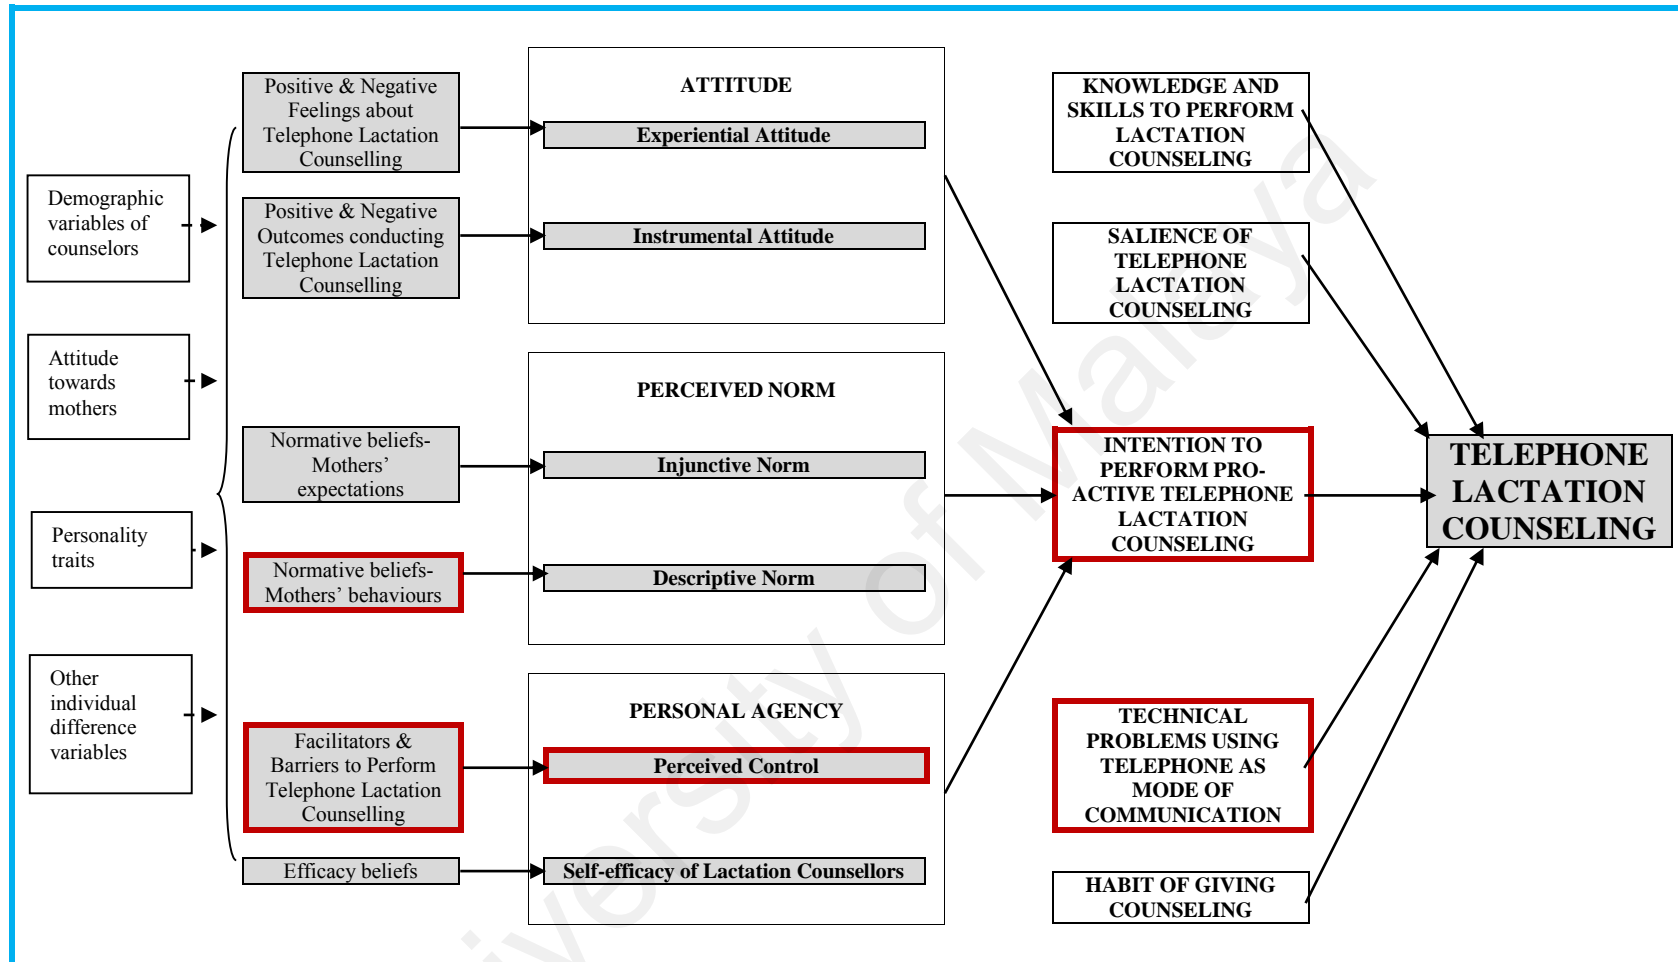 Demographic
variables of
counselors
Attitude
towards
mothers
Personality
traits
Other
individual
difference
variables
Positive & Negative
Feelings about
Telephone Lactation
Counselling
Positive & Negative
Outcomes conducting
Telephone Lactation
Counselling
Normative beliefs-
Mothers’
expectations
Normative beliefs-
Mothers’ behaviours
Facilitators &
Barriers to Perform
Telephone Lactation
Counselling
Efficacy beliefs
ATTITUDE
Experiential Attitude
Instrumental Attitude
PERCEIVED NORM
Injunctive Norm
Descriptive Norm
PERSONAL AGENCY
Perceived Control
Self-efficacy of Lactation Counsellors
KNOWLEDGE AND
SKILLS TO PERFORM
LACTATION
COUNSELING
SALIENCE OF
TELEPHONE
LACTATION
COUNSELING
INTENTION TO
PERFORM PRO-
ACTIVE TELEPHONE
LACTATION
COUNSELING
TECHNICAL
PROBLEMS USING
TELEPHONE AS
MODE OF
COMMUNICATION
HABIT OF GIVING
COUNSELING
TELEPHONE
LACTATION
COUNSELING
iversity of Malaya